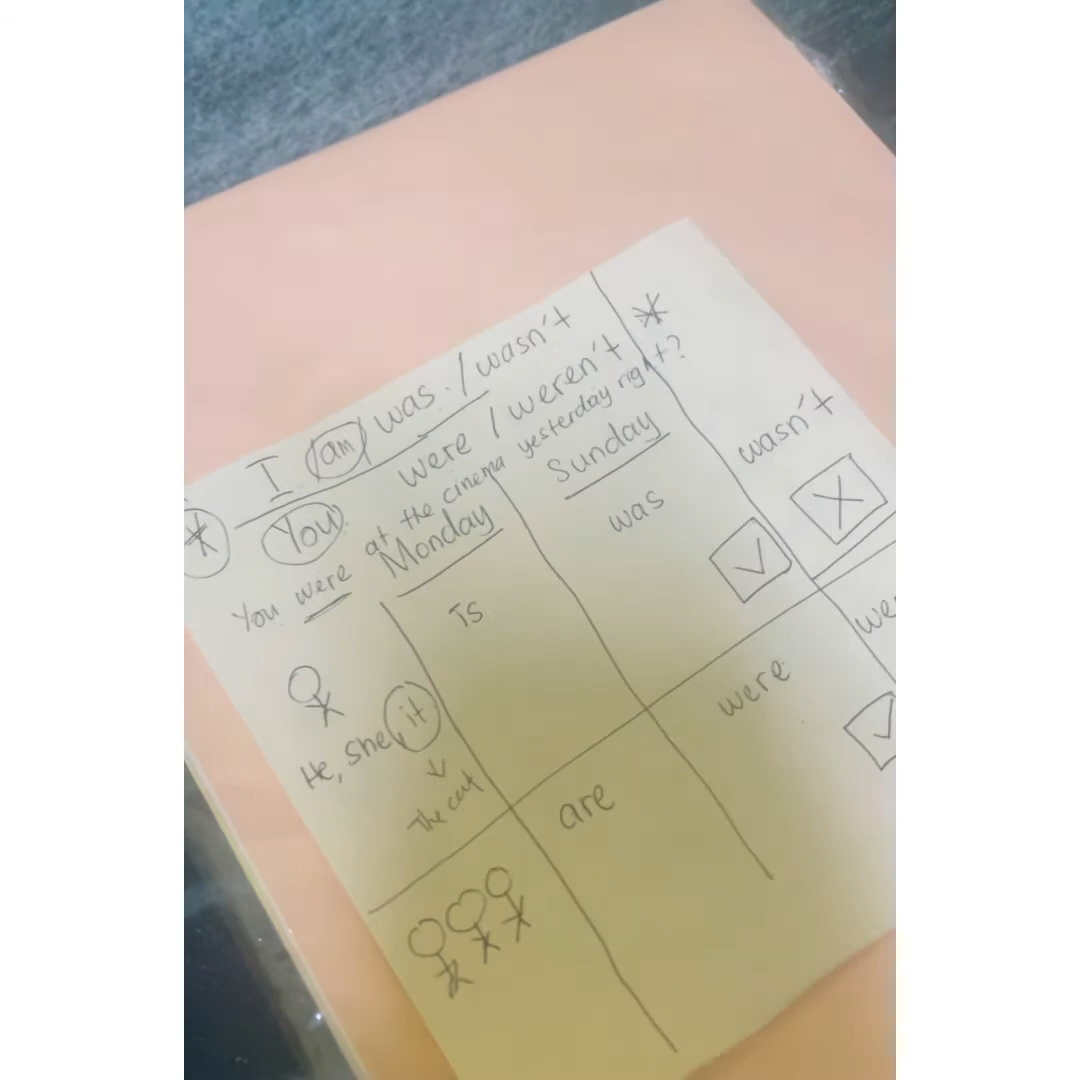 I am / was. / wasn't
* You were / weren't *
You were at the cinema yesterday right?
Monday Sunday
Is was wasn't
He, she, it
The cat
are were